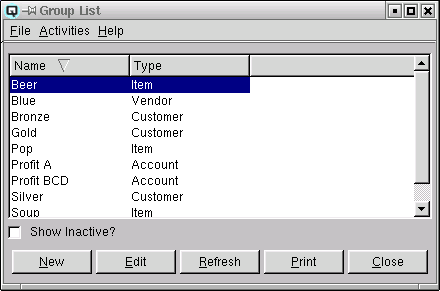 Q Group List
File Activities Help
Name Type
Beer Item
Blue Vendor
Bronze Customer
Gold Customer
Pop Item
Profit A Account
Profit BCD Account
Silver Customer
Soup Item
Show Inactive?
New Edit Refresh Print Close